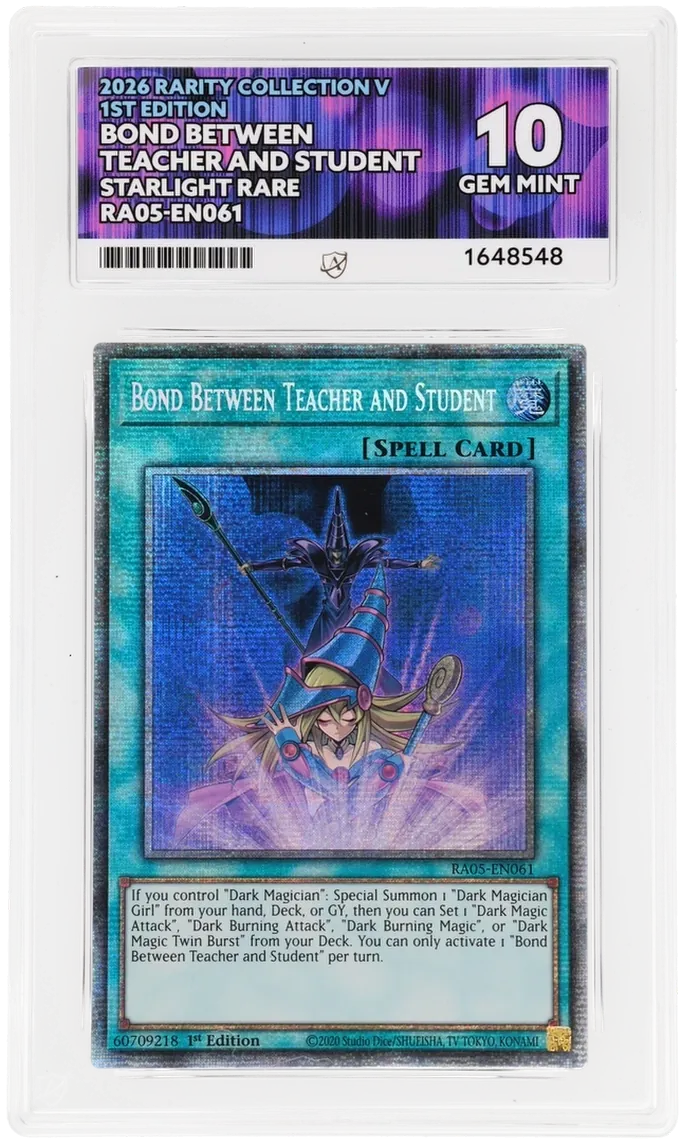 2026 RARITY COLLECTION V
1ST EDITION
BOND BETWEEN
TEACHER AND STUDENT
STARLIGHT RARE
RA05-EN061
10
GEM MINT
1648548
BOND BETWEEN TEACHER AND STUDENT
魔
[SPELL CARD]
RA05-EN061
If you control "Dark Magician": Special Summon 1 "Dark Magician
Girl" from your hand, Deck, or GY, then you can Set 1 "Dark Magic
Attack", "Dark Burning Attack", "Dark Burning Magic", or "Dark
Magic Twin Burst" from your Deck. You can only activate 1 "Bond
Between Teacher and Student" per turn.
60709218 1st Edition
©2020 Studio Dice/SHUEISHA, TV TOKYO, KONAMI